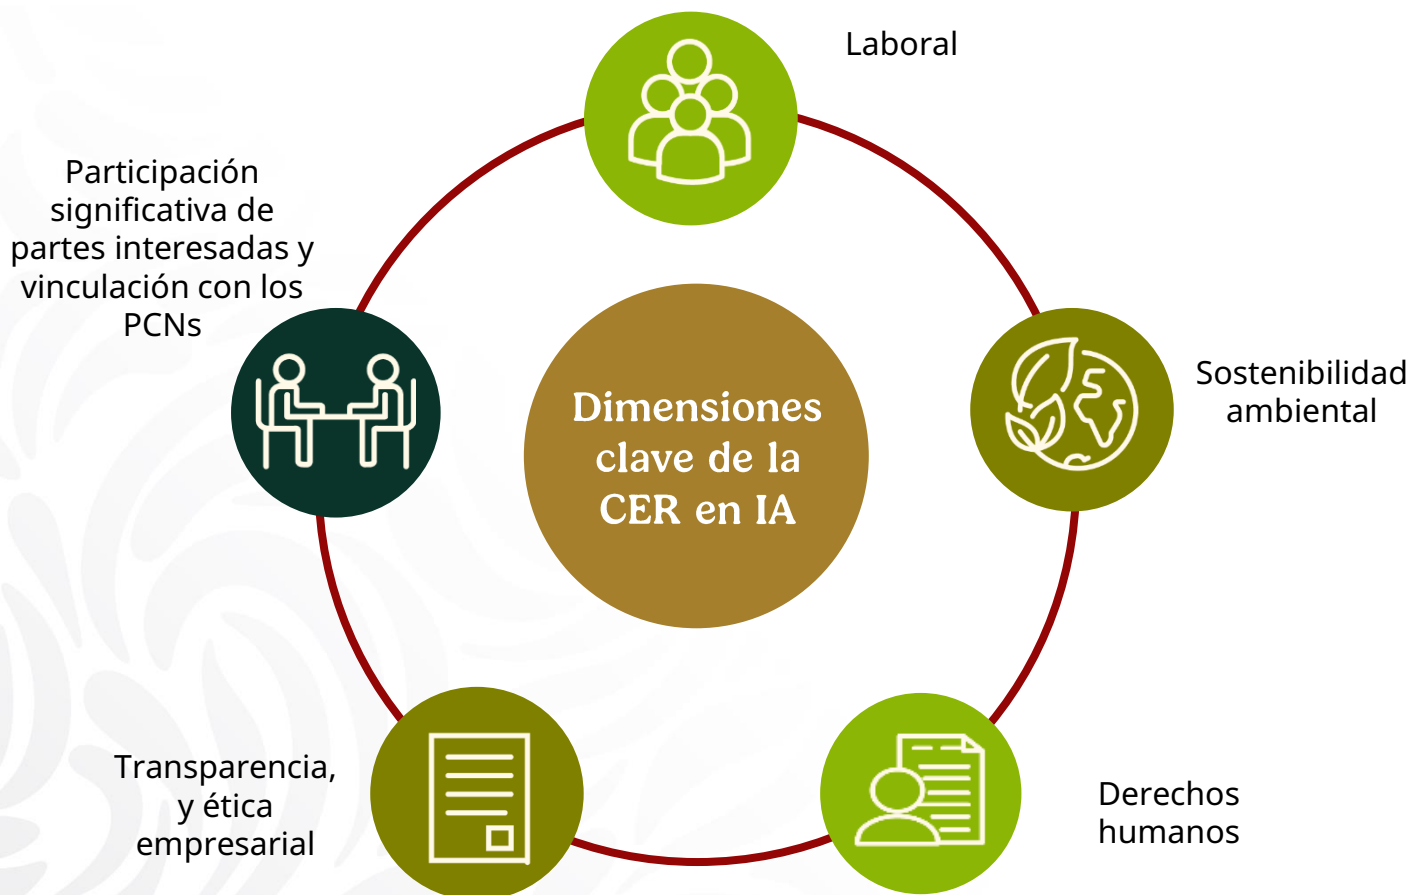 Laboral
Participación
significativa de
partes interesadas y
vinculación con los
PCNs
Sostenibilidad
ambiental
Dimensiones
clave de la
CER en IA
Transparencia,
y ética
empresarial
Derechos
humanos